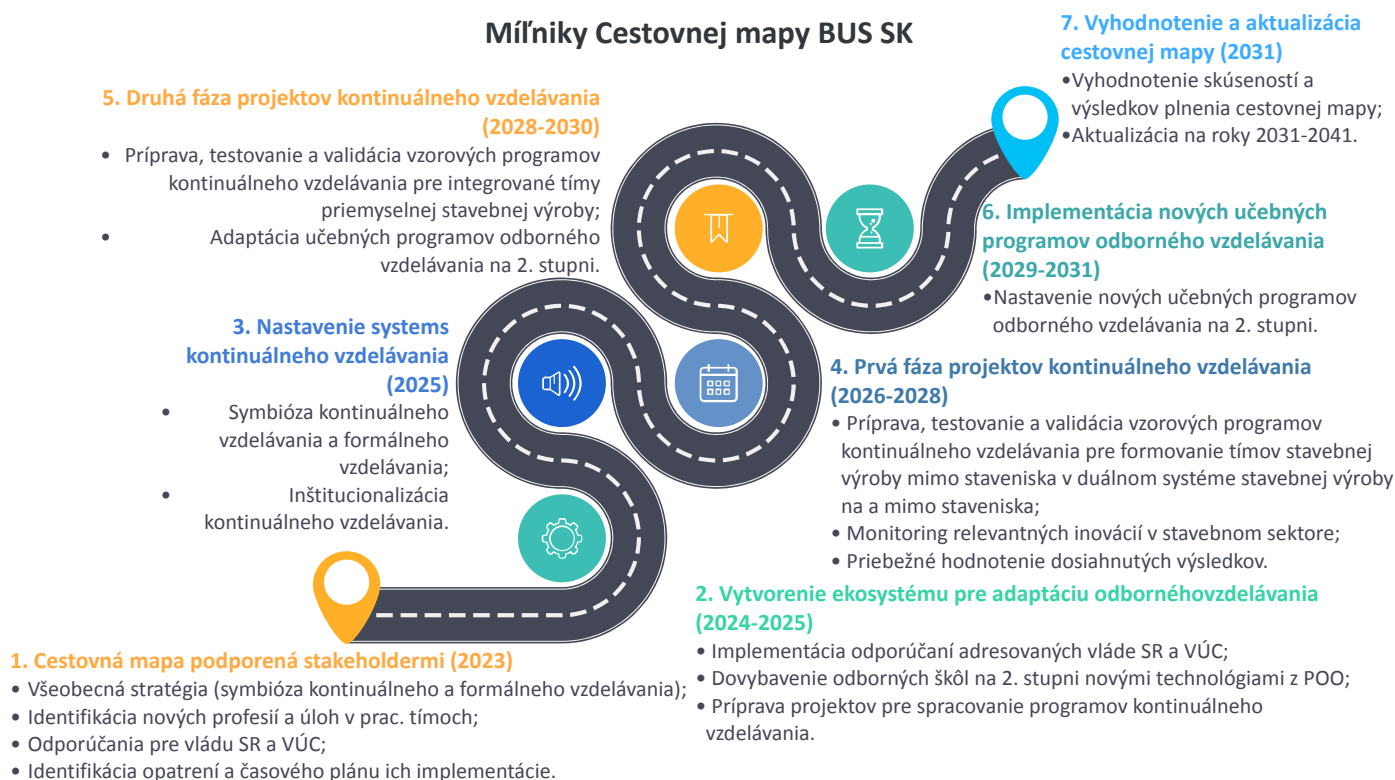 Míľniky Cestovnej mapy BUS SK
7. Vyhodnotenie a aktualizácia
cestovnej mapy (2031)
•Vyhodnotenie skúseností a
výsledkov plnenia cestovnej mapy;
•Aktualizácia na roky 2031-2041.
5. Druhá fáza projektov kontinuálneho vzdelávania
(2028-2030)
• Príprava, testovanie a validácia vzorových programov
kontinuálneho vzdelávania pre integrované tímy
priemyselnej stavebnej výroby;
• Adaptácia učebných programov odborného
vzdelávania na 2. stupni.
6. Implementácia nových učebných
programov odborného vzdelávania
(2029-2031)
•Nastavenie nových učebných programov
odborného vzdelávania na 2. stupni.
3. Nastavenie systems
kontinuálneho vzdelávania
(2025)
• Symbióza kontinuálneho
vzdelávania a formálneho
vzdelávania;
• Inštitucionalizácia
kontinuálneho vzdelávania.
4. Prvá fáza projektov kontinuálneho vzdelávania
(2026-2028)
• Príprava, testovanie a validácia vzorových programov
kontinuálneho vzdelávania pre formovanie tímov stavebnej
výroby mimo staveniska v duálnom systéme stavebnej výroby
na a mimo staveniska;
• Monitoring relevantných inovácií v stavebnom sektore;
• Priebežné hodnotenie dosiahnutých výsledkov.
2. Vytvorenie ekosystému pre adaptáciu odbornéhovzdelávania
(2024-2025)
• Implementácia odporúčaní adresovaných vláde SR a VÚC;
• Dovybavenie odborných škôl na 2. stupni novými technológiami z POO;
• Príprava projektov pre spracovanie programov kontinuálneho
vzdelávania.
1. Cestovná mapa podporená stakeholdermi (2023)
• Všeobecná stratégia (symbióza kontinuálneho a formálneho vzdelávania);
• Identifikácia nových profesií a úloh v prac. tímoch;
• Odporúčania pre vládu SR a VÚC;
• Identifikácia opatrení a časového plánu ich implementácie.